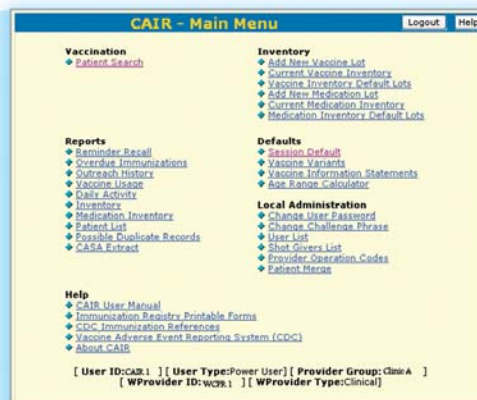 CAIR - Main Menu
Logout
Help
Vaccination
Patient Search
Inventory
Add New Vaccine Lot
Current Vaccine Inventory
Vaccine Inventory Default Lots
Add New Medication Lot
Current Medication Inventory
Medication Inventory Default Lots
Reports
Reminder Recall
Overdue Immunizations
Outreach History
Vaccine Usage
Daily Activity
Inventory
Medication Inventory
Patient List
Possible Duplicate Records
CASA Extract
Defaults
Session Default
Vaccine Variants
Vaccine Information Statements
Age Range Calculator
Local Administration
Change User Password
Change Challenge Phrase
User List
Shot Givers List
Provider Operation Codes
Patient Merge
Help
CAIR User Manual
Immunization Registry Printable Forms
CDC Immunization References
Vaccine Adverse Event Reporting System (CDC)
About CAIR
[ User ID:CAIR 1 ] [ User Type:Power User] [ Provider Group: Clinic A ]
[ WProvider ID: WCPR 1 ] [ WProvider Type:Clinical]